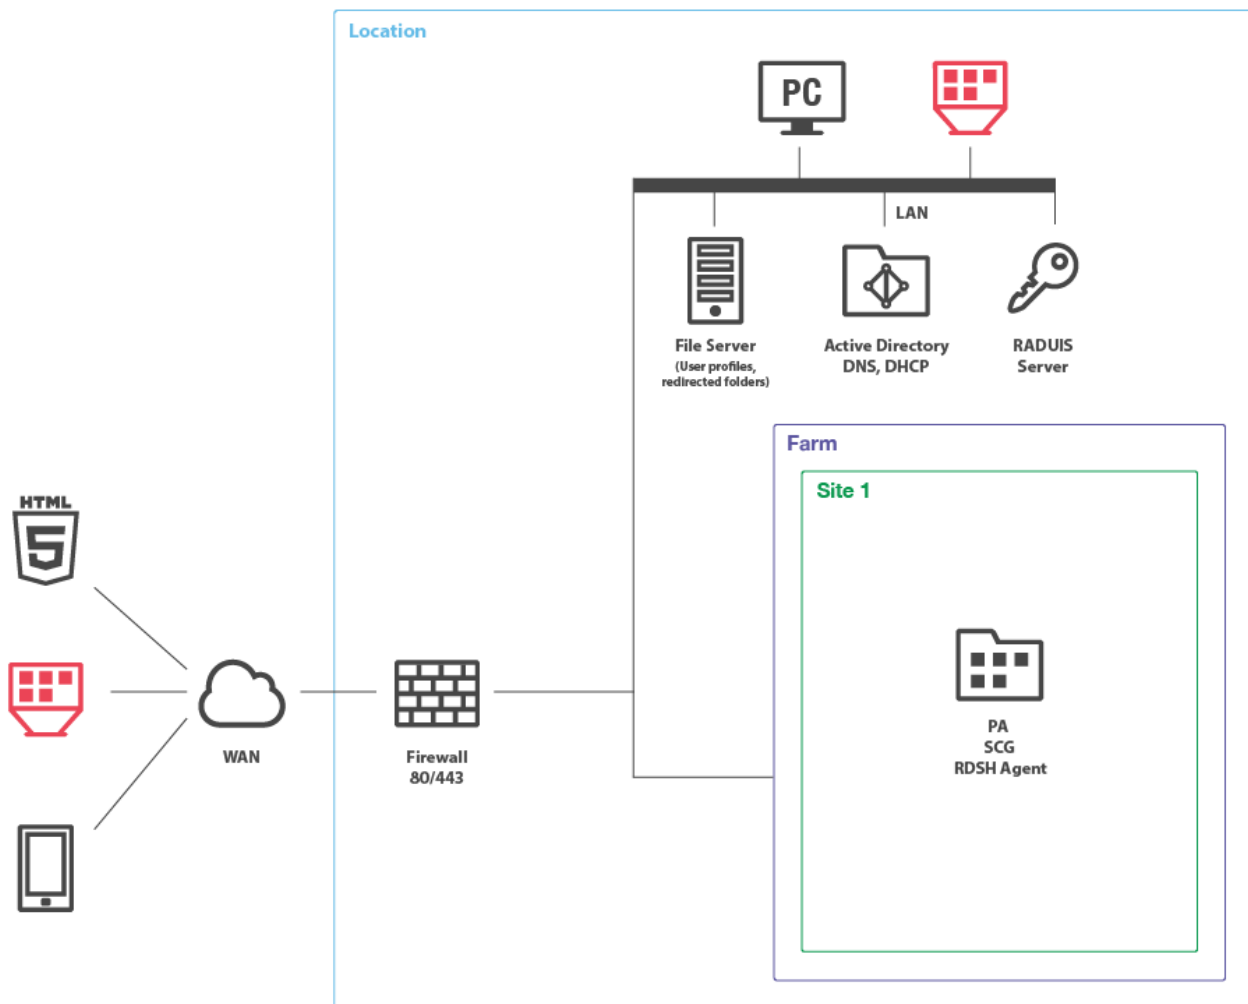 Location
PC
LAN
File Server
(User profiles,
redirected folders)
Active Directory
DNS, DHCP
RADUIS
Server
Farm
Site 1
HTML
5
WAN
Firewall
80/443
PA
SCG
RDSH Agent